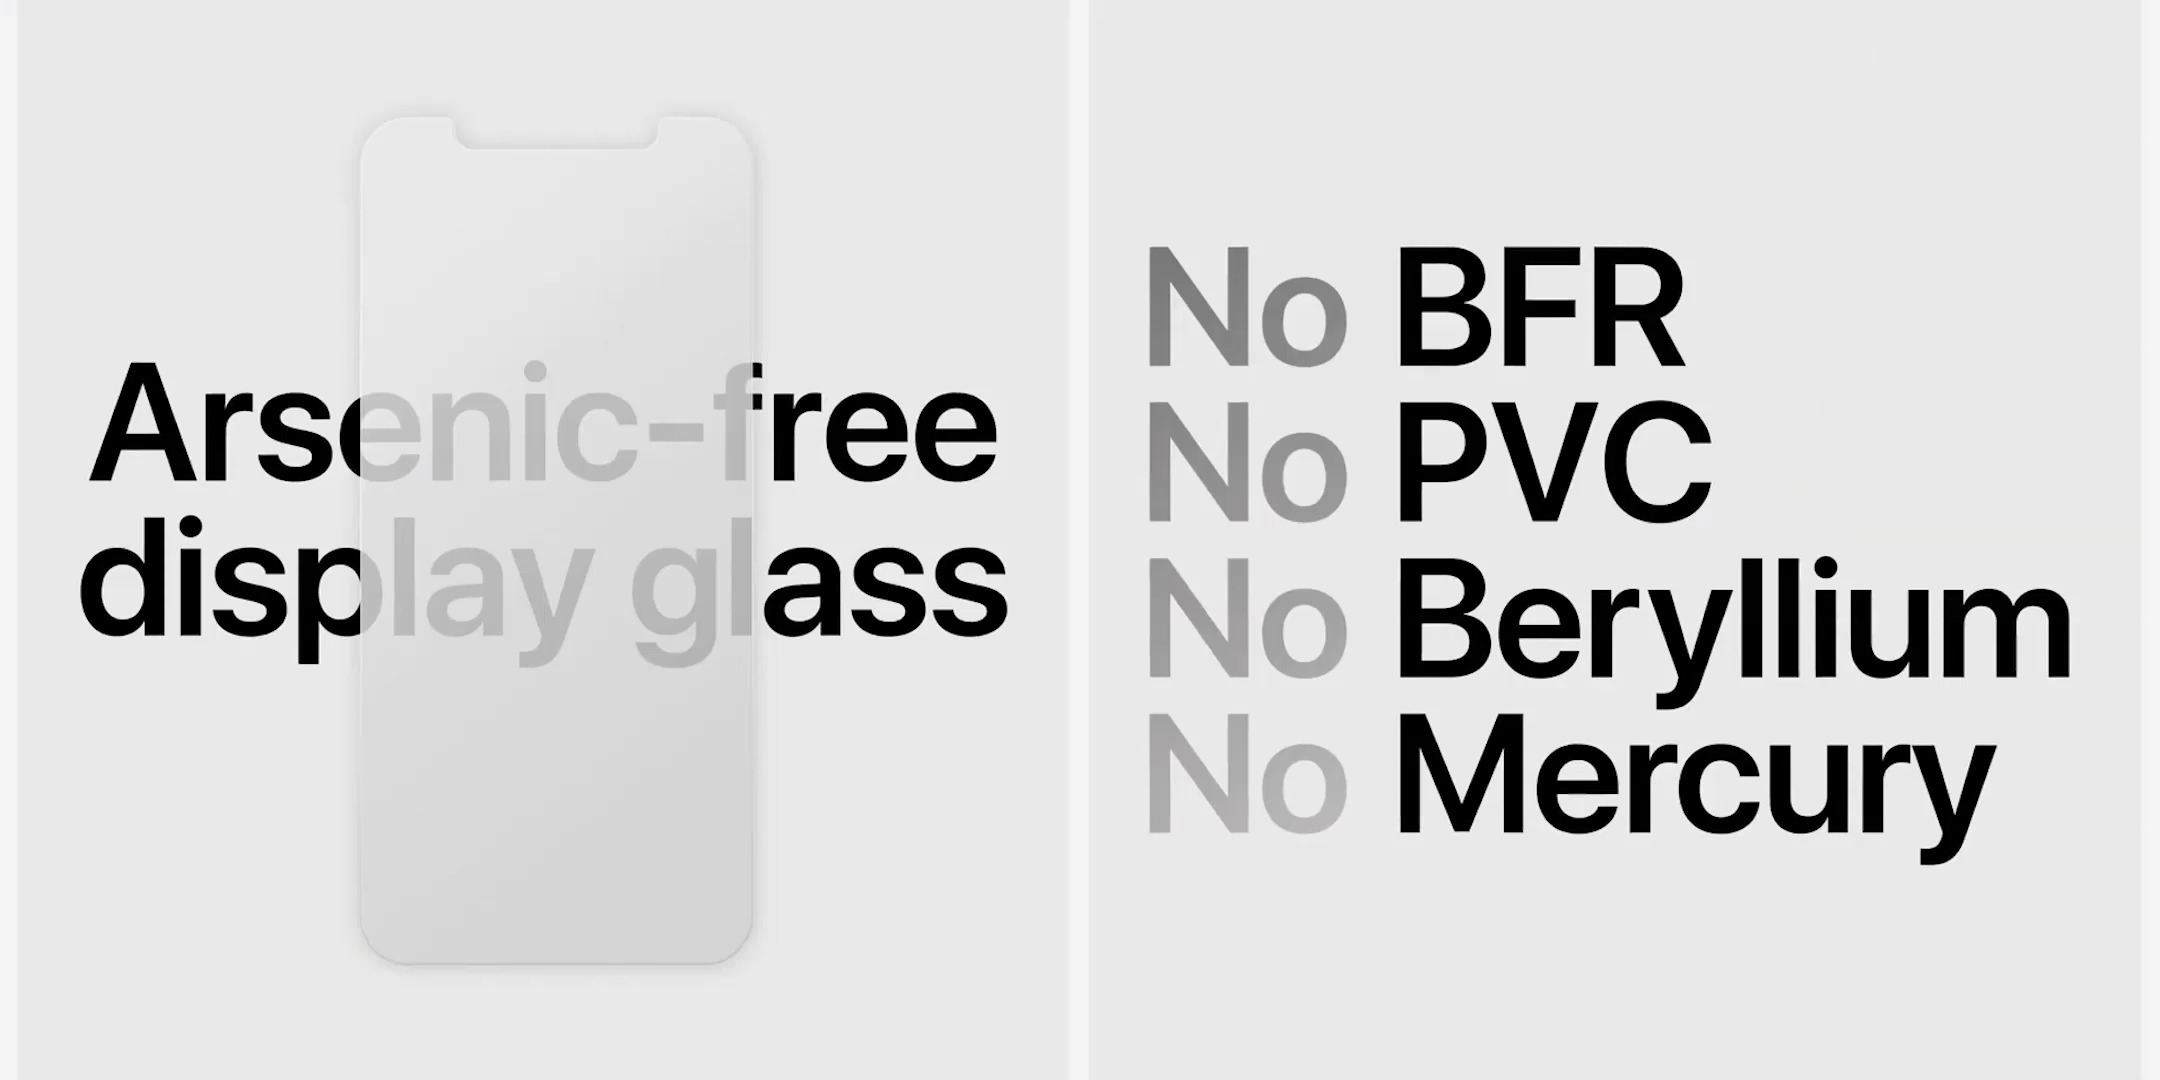 Arsenic-free
display glass
No BFR
No PVC
No Beryllium
No Mercury